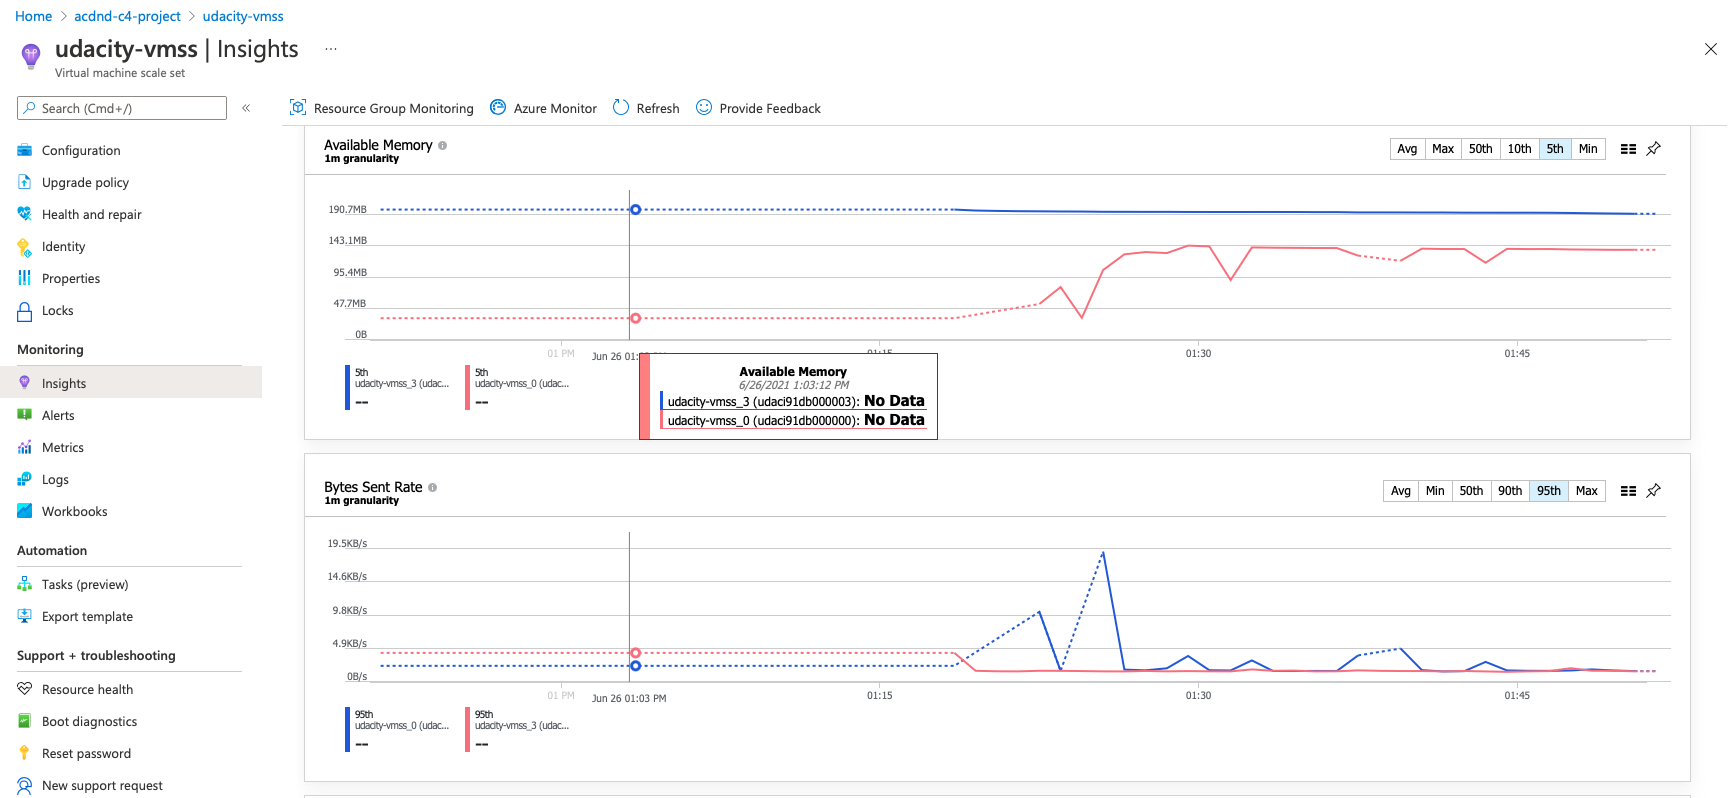 Home > acdnd-c4-project > udacity-vmss
udacity-vmss | Insights ...
Virtual machine scale set
Search (Cmd+/)
«
Resource Group Monitoring
Azure Monitor
Refresh
Provide Feedback
Configuration
Upgrade policy
Health and repair
Identity
Properties
Locks
Monitoring
Insights
Alerts
Metrics
Logs
Workbooks
Automation
Tasks (preview)
Export template
Support + troubleshooting
Resource health
Boot diagnostics
Reset password
New support request
Available Memory
1m granularity
Avg Max 50th 10th 5th Min
190.7MB
143.1MB
95.4MB
47.7MB
0B
01 PM
01:15
01:30
01:45
5th
udacity-vmss_3 (udac...
--
5th
udacity-vmss_0 (udac...
--
Available Memory
6/26/2021 1:03:12 PM
udacity-vmss_3 (udaci91db000003): No Data
udacity-vmss_0 (udaci91db000000): No Data
Bytes Sent Rate
1m granularity
Avg Min 50th 90th 95th Max
19.5KB/s
14.6KB/s
9.8KB/s
4.9KB/s
0B/s
01 PM
Jun 26 01:03 PM
01:15
01:30
01:45
95th
udacity-vmss_0 (udac...
--
95th
udacity-vmss_3 (udac...
--